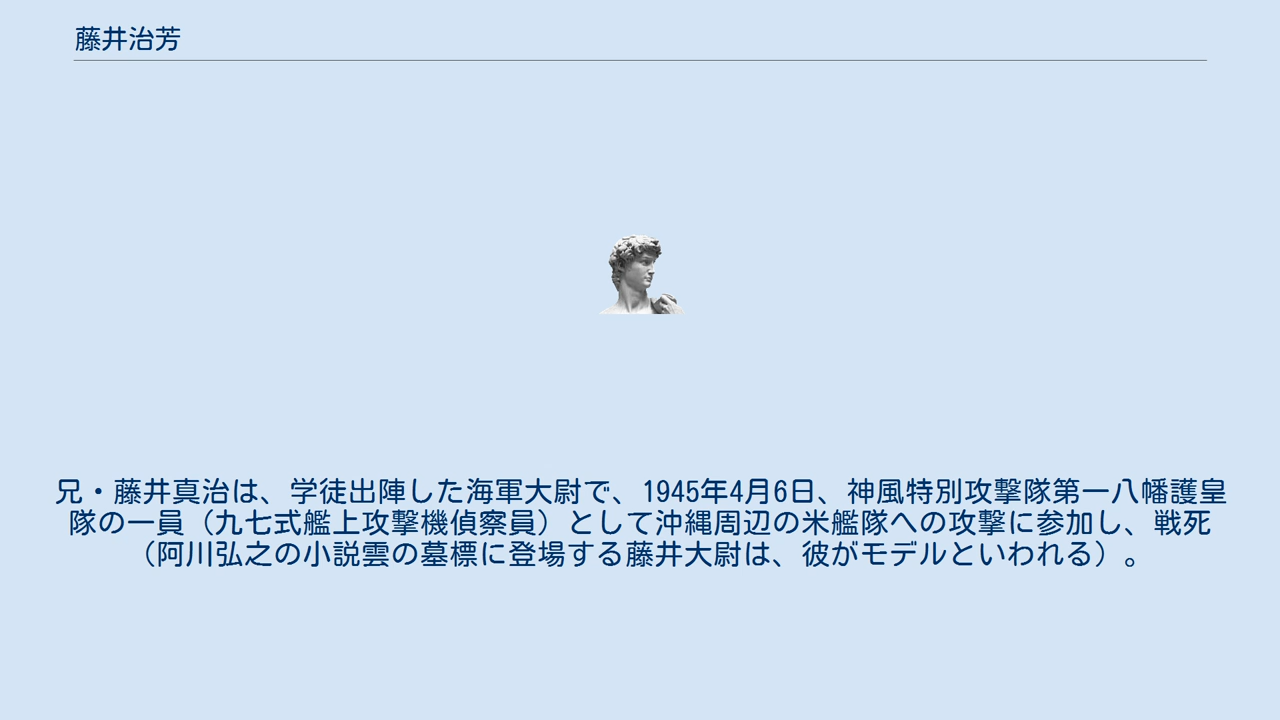 藤井治芳
兄・藤井真治は、学徒出陣した海軍大尉で、1945年4月6日、神風特別攻撃隊第一八幡護皇
隊の一員（九七式艦上攻撃機偵察員）として沖縄周辺の米艦隊への攻撃に参加し、戦死
（阿川弘之の小説雲の墓標に登場する藤井大尉は、彼がモデルといわれる）。